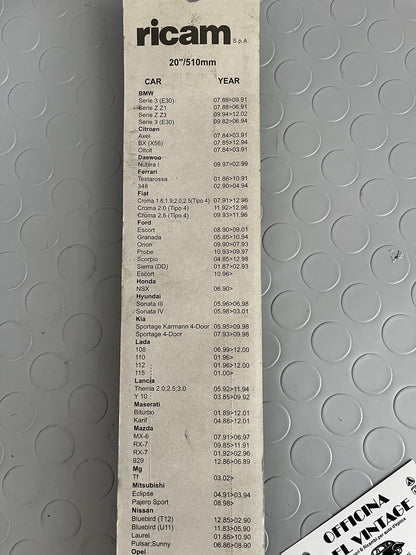 ricam S.p.A.
20"/510mm
CAR YEAR
BMW
Serie 3 (E30) 07.88>09.91
Serie Z Z1 07.88>06.91
Serie Z Z3 09.94>12.02
Serie 3 (E30) 09.82>06.94
Citroen
Axel 07.84>03.91
BX (X56) 07.85>12.94
Oltcit 07.84>03.91
Daewoo
Nubira I 09.97>02.99
Ferrari
Testarossa 01.86>10.91
348 02.90>04.94
Fiat
Croma 1.6;1.9;2.0;2.5(Tipo 4) 07.91>12.96
Croma 2.0 (Tipo 4) 11.92>12.96
Croma 2.5 (Tipo 4) 09.93>11.96
Ford
Escort 08.90>09.01
Granada 05.85>10.94
Orion 09.90>07.93
Probe 10.93>09.97
Scorpio 04.85>12.98
Sierra (DD) 01.87>02.93
Escort 10.96>
Honda
NSX 06.90>
Hyundai
Sonata III 05.96>06.98
Sonata IV 05.98>03.01
Kia
Sportage Karmann 4-Door 05.95>08.98
Sportage 4-Door 07.93>09.98
Lada
108 06.99>12.00
110 01.96>
112 01.96>12.00
115 01.00>
Lancia
Thema 2.0;2.5;3.0 05.92>11.94
Y 10 03.85>09.92
Maserati
Biturbo 01.89>12.01
Karif 04.88>12.01
Mazda
MX-6 07.91>06.97
RX-7 09.85>11.91
RX-7 01.92>02.96
929 12.86>06.89
Mg
Tf 03.02>
Mitsubishi
Eclipse 04.91>03.94
Pajero Sport 08.98>
Nissan
Bluebird (T12) 12.85>02.90
Bluebird (U11) 11.83>05.90
Laurel 01.85>10.90
Pulsar;Sunny 06.86>08.90
Opel
OFFICINA
VINTAGE